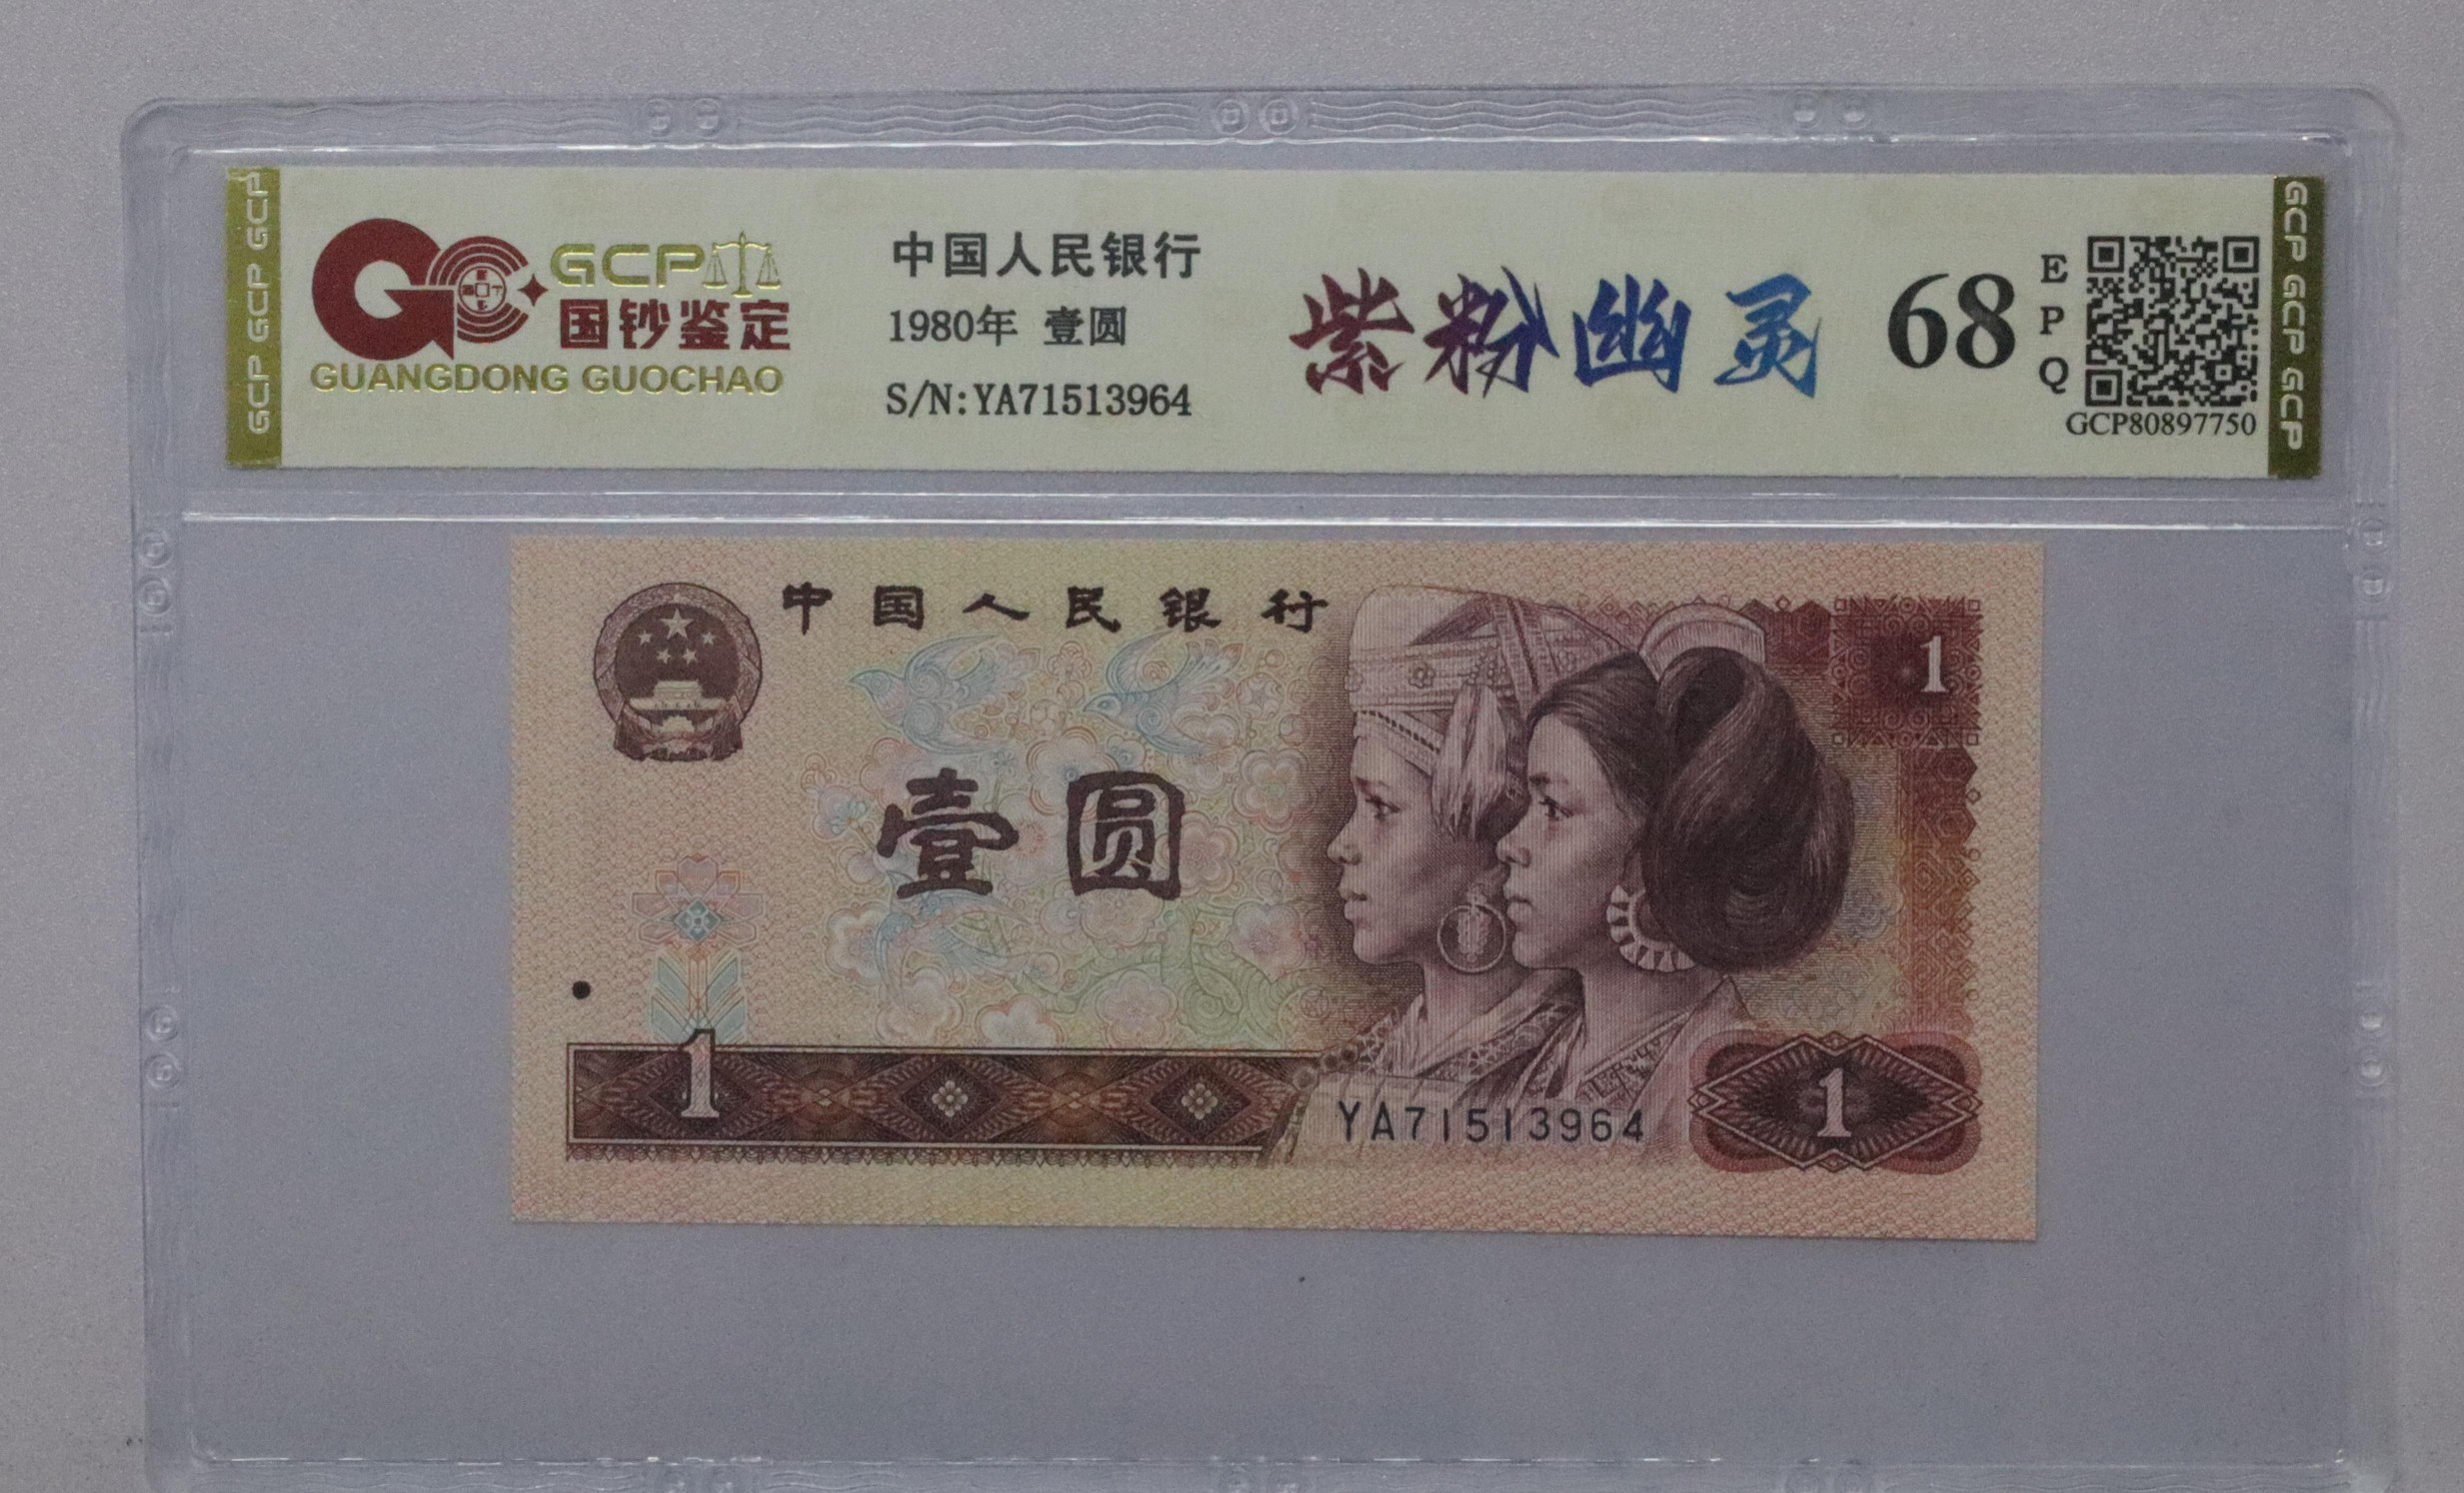 GCP GCP GCP
GCP
国钞鉴定
GUANGDONG GUOCHAO
中国人民银行
1980年 壹圆
S/N:YA71513964
紫粉幽灵
68
EPQ
GCP80897750
GCP GCP GCP
中国人民银行
1
壹圆
1
YA71513964
1